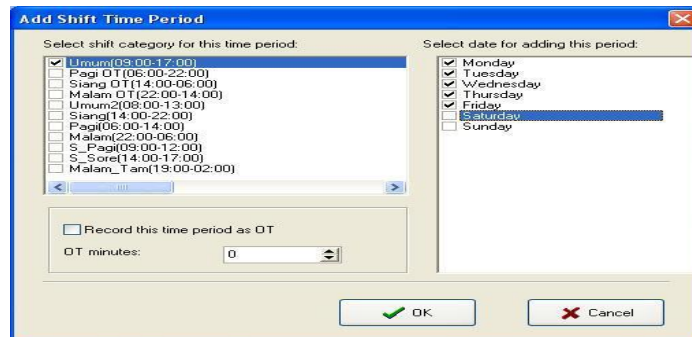 Add Shift Time Period
Select shift category for this time period:
Umum(09:00-17:00)
Pagi OT(06:00-22:00)
Siang OT(14:00-06:00)
Malam OT(22:00-14:00)
Umum2(08:00-13:00)
Siang(14:00-22:00)
Pagi(06:00-14:00)
Malam(22:00-06:00)
S_Pagi(09:00-12:00)
S_Sore(14:00-17:00)
Malam_Tam(19:00-02:00)
Record this time period as OT
OT minutes: 0
Select date for adding this period:
Monday
Tuesday
Wednesday
Thursday
Friday
Saturday
Sunday
OK
Cancel